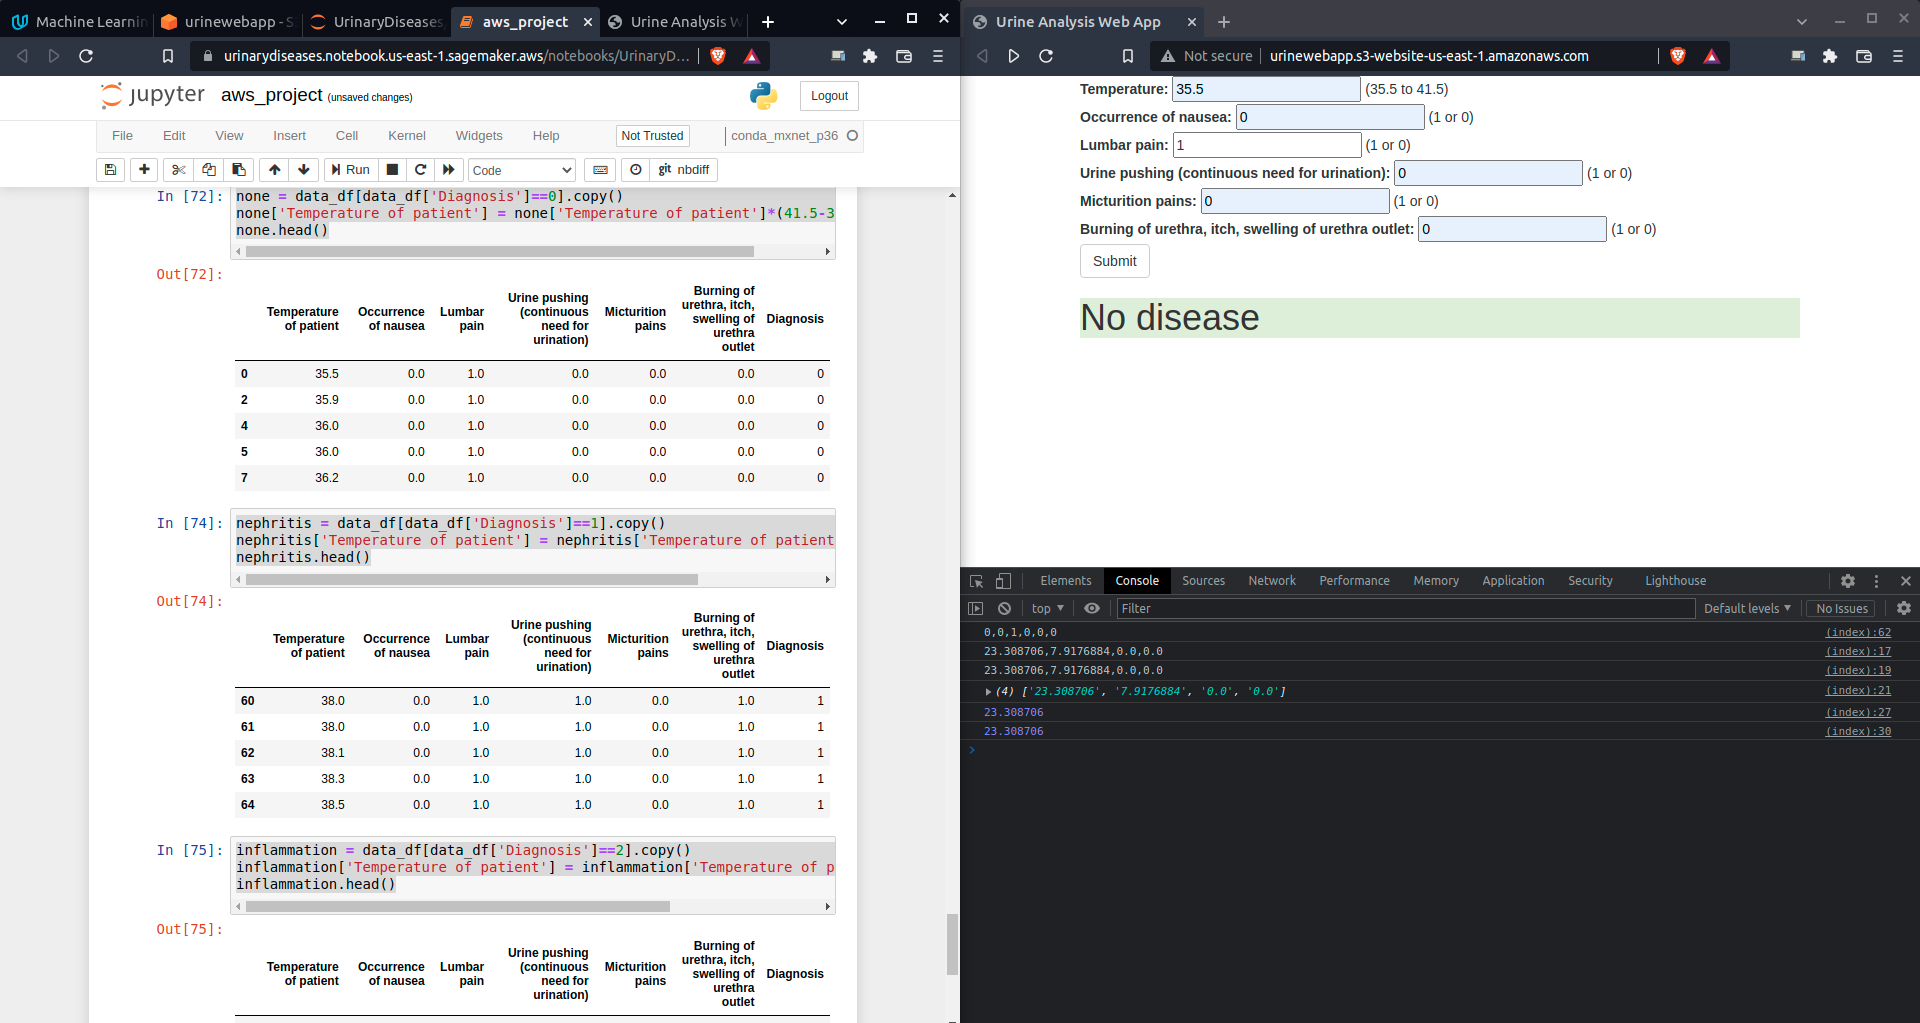 Machine Learnin
urinewebapp - S
UrinaryDiseases
aws_project
Urine Analysis W
urinarydiseases.notebook.us-east-1.sagemaker.aws/notebooks/UrinaryD...
jupyter aws_project (unsaved changes)
Logout
File Edit View Insert Cell Kernel Widgets Help Not Trusted conda_mxnet_p36
Run Code git nbdiff
In [72]: none = data_df[data_df['Diagnosis']==0].copy()
none['Temperature of patient'] = none['Temperature of patient']*(41.5-3
none.head()
Out[72]:
Temperature of patient Occurrence of nausea Lumbar pain Urine pushing (continuous need for urination) Micturition pains Burning of urethra, itch, swelling of urethra outlet Diagnosis
0 35.5 0.0 1.0 0.0 0.0 0.0 0
2 35.9 0.0 1.0 0.0 0.0 0.0 0
4 36.0 0.0 1.0 0.0 0.0 0.0 0
5 36.0 0.0 1.0 0.0 0.0 0.0 0
7 36.2 0.0 1.0 0.0 0.0 0.0 0
In [74]: nephritis = data_df[data_df['Diagnosis']==1].copy()
nephritis['Temperature of patient'] = nephritis['Temperature of patient
nephritis.head()
Out[74]:
Temperature of patient Occurrence of nausea Lumbar pain Urine pushing (continuous need for urination) Micturition pains Burning of urethra, itch, swelling of urethra outlet Diagnosis
60 38.0 0.0 1.0 1.0 0.0 1.0 1
61 38.0 0.0 1.0 1.0 0.0 1.0 1
62 38.1 0.0 1.0 1.0 0.0 1.0 1
63 38.3 0.0 1.0 1.0 0.0 1.0 1
64 38.5 0.0 1.0 1.0 0.0 1.0 1
In [75]: inflammation = data_df[data_df['Diagnosis']==2].copy()
inflammation['Temperature of patient'] = inflammation['Temperature of p
inflammation.head()
Out[75]:
Temperature of patient Occurrence of nausea Lumbar pain Urine pushing (continuous need for urination) Micturition pains Burning of urethra, itch, swelling of urethra outlet Diagnosis
Urine Analysis Web App
Not secure urinewebapp.s3-website-us-east-1.amazonaws.com
Temperature: 35.5 (35.5 to 41.5)
Occurrence of nausea: 0 (1 or 0)
Lumbar pain: 1 (1 or 0)
Urine pushing (continuous need for urination): 0 (1 or 0)
Micturition pains: 0 (1 or 0)
Burning of urethra, itch, swelling of urethra outlet: 0 (1 or 0)
Submit
No disease
Elements Console Sources Network Performance Memory Application Security Lighthouse
top Filter Default levels No Issues
0,0,1,0,0,0 (index):62
23.308706,7.9176884,0.0,0.0 (index):17
23.308706,7.9176884,0.0,0.0 (index):19
(4) ['23.308706', '7.9176884', '0.0', '0.0'] (index):21
23.308706 (index):27
23.308706 (index):30